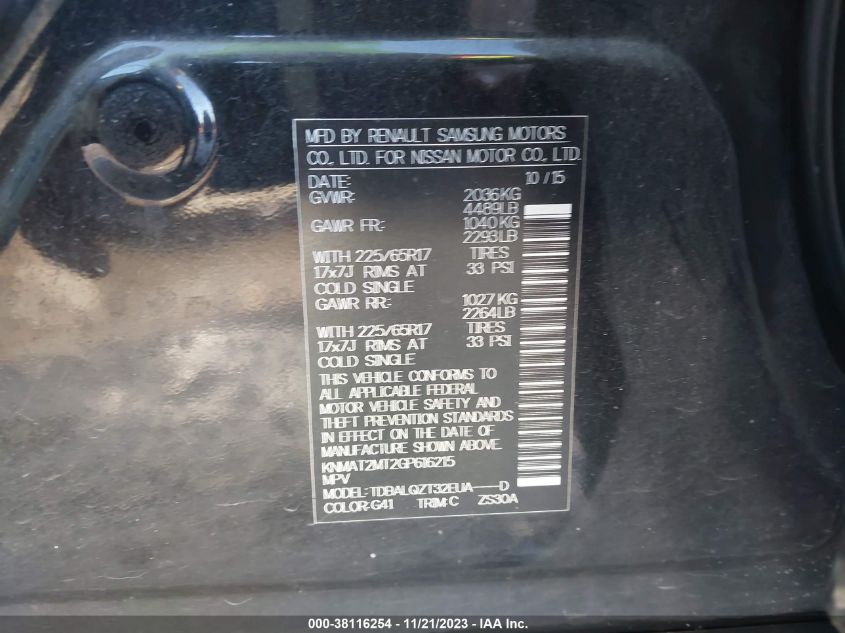 MFD BY RENAULT SAMSUNG MOTORS
CO., LTD. FOR NISSAN MOTOR CO., LTD.
DATE: 10/15
GVWR: 2036KG
4489LB
GAWR FR: 1040KG
2293LB
WITH 225/65R17 TIRES
17x7J RIMS AT 33 PSI
COLD SINGLE
GAWR RR: 1027KG
2264LB
WITH 225/65R17 TIRES
17x7J RIMS AT 33 PSI
COLD SINGLE
THIS VEHICLE CONFORMS TO
ALL APPLICABLE FEDERAL
MOTOR VEHICLE SAFETY AND
THEFT PREVENTION STANDARDS
IN EFFECT ON THE DATE OF
MANUFACTURE SHOWN ABOVE.
KNMAT2MT2GP616215
MPV
MODEL: TDBALQZT32EUA----D
COLOR:G41 TRIM:C ZS30A
000-38116254 - 11/21/2023 - IAA Inc.